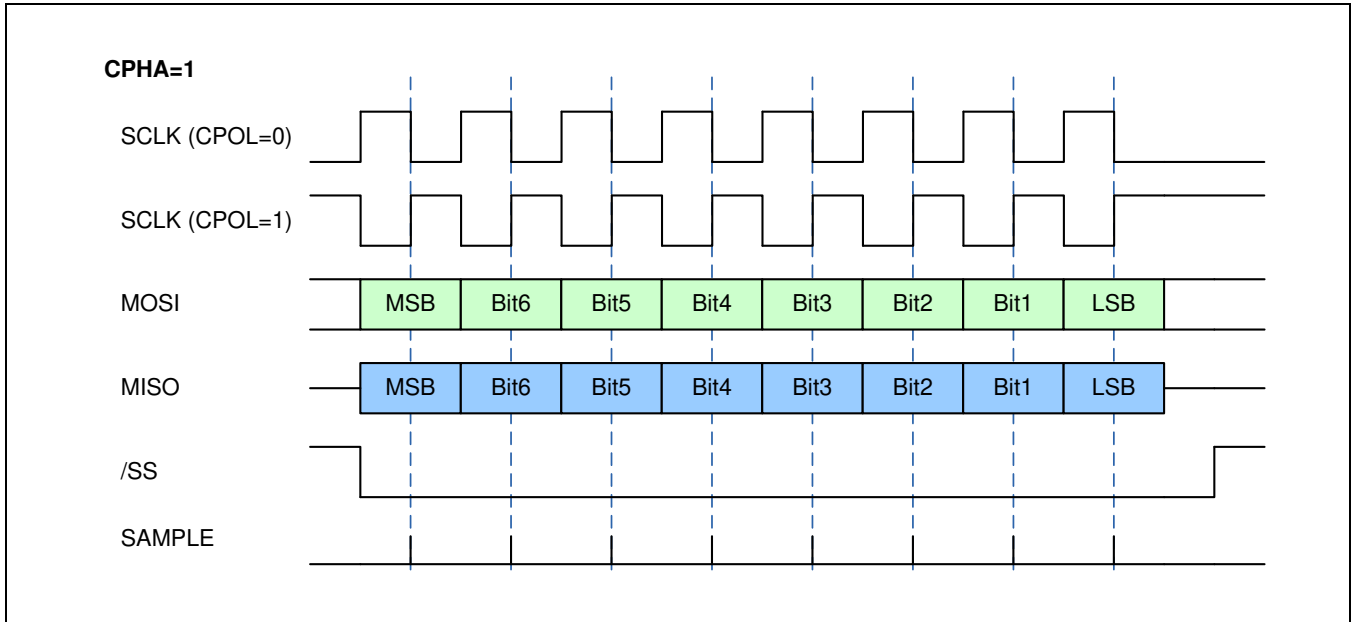 CPHA=1
SCLK (CPOL=0)
SCLK (CPOL=1)
MOSI MSB Bit6 Bit5 Bit4 Bit3 Bit2 Bit1 LSB
MISO MSB Bit6 Bit5 Bit4 Bit3 Bit2 Bit1 LSB
/SS
SAMPLE